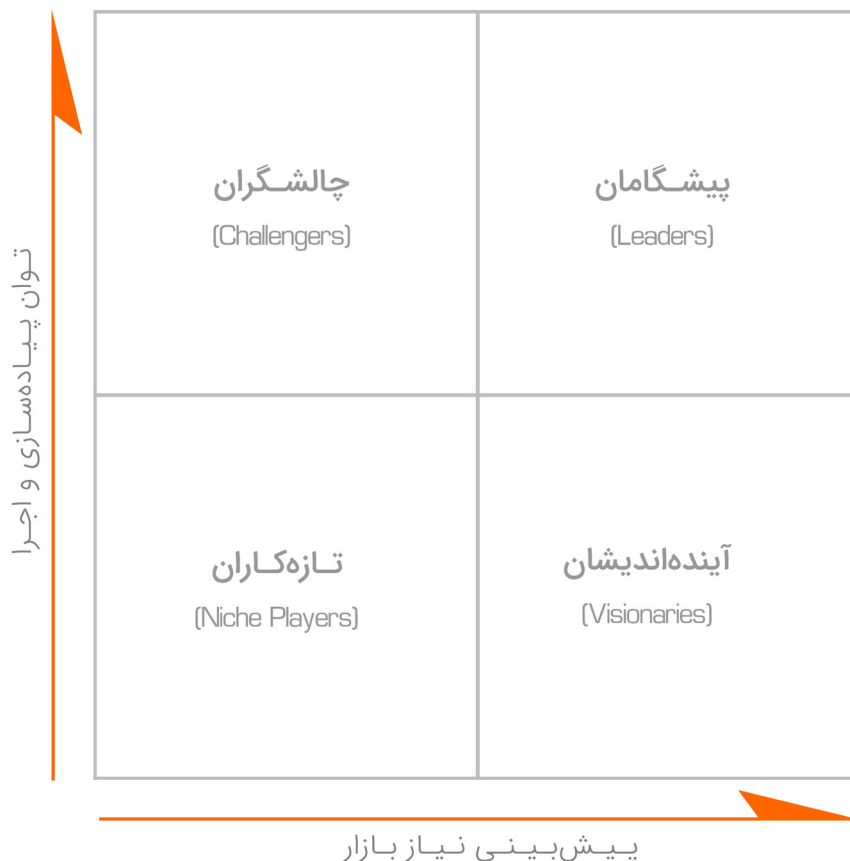 توان پیاده‌سازی و اجرا
چالشگران
(Challengers)
پیشگامان
(Leaders)
تازه‌کاران
(Niche Players)
آینده‌اندیشان
(Visionaries)
پیش‌بینی نیاز بازار